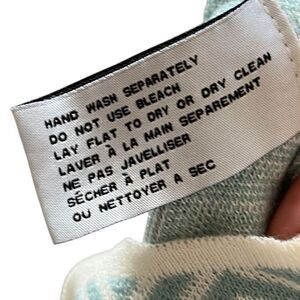 HAND WASH SEPARATELY
DO NOT USE BLEACH
LAY FLAT TO DRY OR DRY CLEAN
LAVER À LA MAIN SEPAREMENT
NE PAS JAVELLISER
SÉCHER À PLAT
OU NETTOYER A SEC